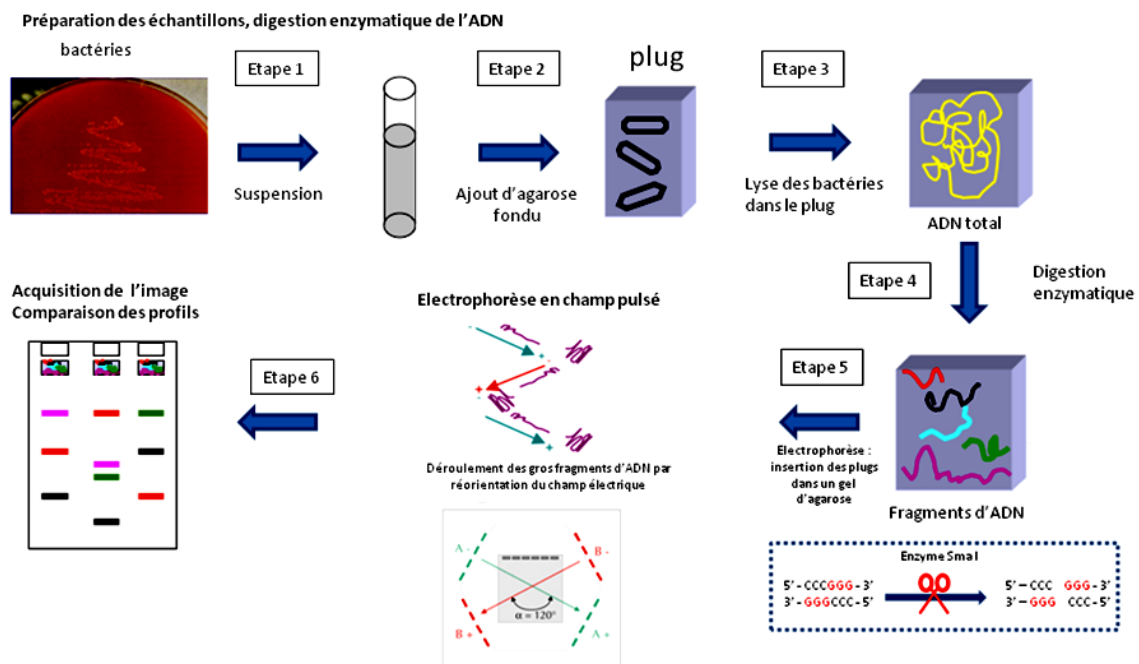 Préparation des échantillons, digestion enzymatique de l'ADN
bactéries
Etape 1
Suspension
Etape 2
Ajout d'agarose
fondu
plug
Etape 3
Lyse des bactéries
dans le plug
ADN total
Etape 4
Digestion
enzymatique
Fragments d'ADN
Enzyme SmaI
5'-CCCGGG-3'
3'-GGGCCC-5'
5'-CCC GGG-3'
3'-GGG CCC-5'
Etape 5
Electrophorèse :
insertion des plugs
dans un gel
d'agarose
Electrophorèse en champ pulsé
- + - + - +
Déroulement des gros fragments d'ADN par
réorientation du champ électrique
A - B -
α = 120°
B + A +
Etape 6
Acquisition de l'image
Comparaison des profils